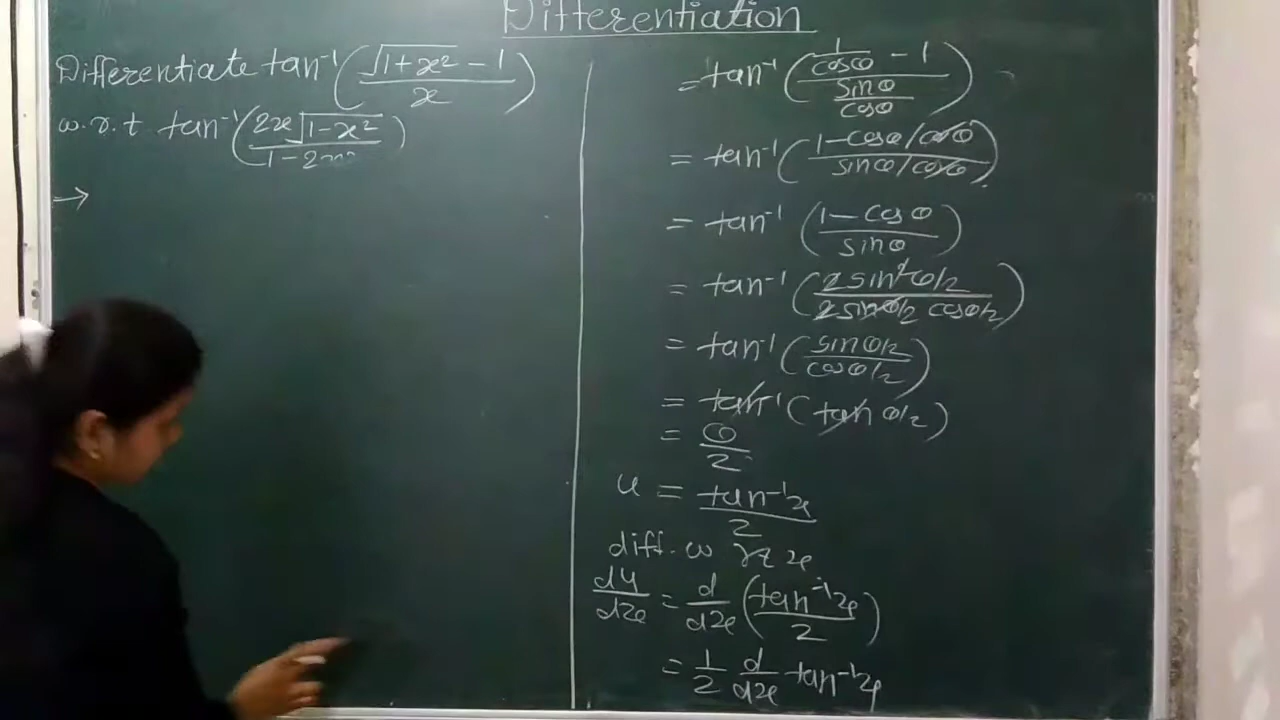 Differentiation
Differentiate tan⁻¹(√(1+x²) - 1 / x)
w.r.t tan⁻¹(2x√(1-x²) / 1-2x²)
→
= tan⁻¹(1/cosθ - 1 / sinθ/cosθ)
= tan⁻¹(1-cosθ/cosθ / sinθ/cosθ)
= tan⁻¹(1-cosθ / sinθ)
= tan⁻¹(2sin²θ/2 / 2sinθ/2 cosθ/2)
= tan⁻¹(sinθ/2 / cosθ/2)
= tan⁻¹(tanθ/2)
= θ/2
u = tan⁻¹x / 2
diff. w r t x
du/dx = d/dx(tan⁻¹x / 2)
= 1/2 d/dx tan⁻¹x